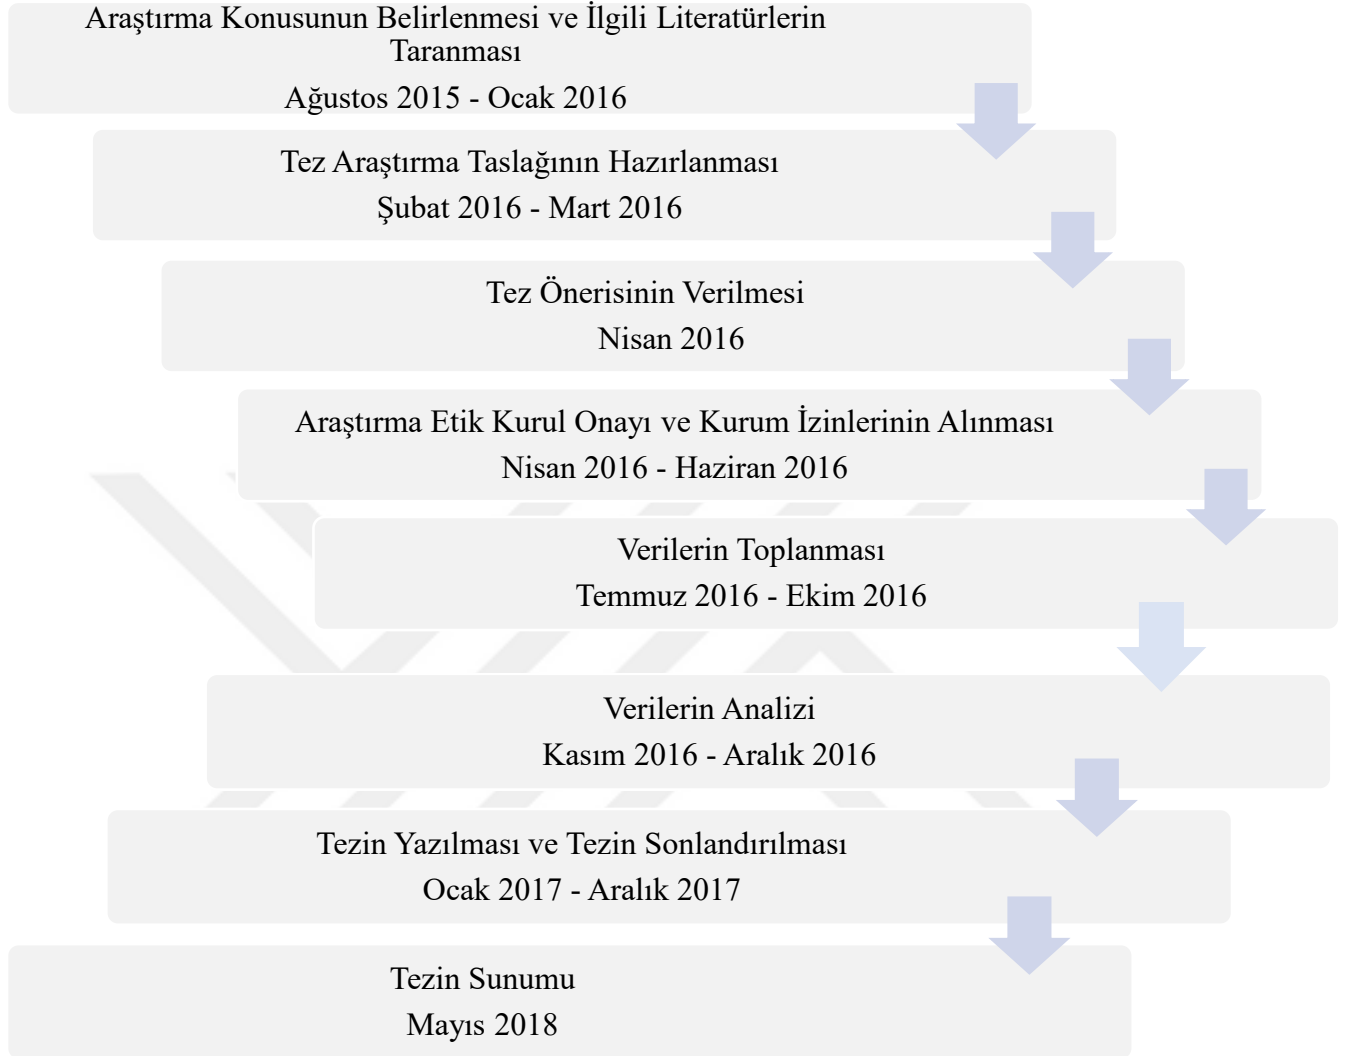 Araştırma Konusunun Belirlenmesi ve İlgili Literatürlerin
Taranması
Ağustos 2015 - Ocak 2016
Tez Araştırma Taslağının Hazırlanması
Şubat 2016 - Mart 2016
Tez Önerisinin Verilmesi
Nisan 2016
Araştırma Etik Kurul Onayı ve Kurum İzinlerinin Alınması
Nisan 2016 - Haziran 2016
Verilerin Toplanması
Temmuz 2016 - Ekim 2016
Verilerin Analizi
Kasım 2016 - Aralık 2016
Tezin Yazılması ve Tezin Sonlandırılması
Ocak 2017 - Aralık 2017
Tezin Sunumu
Mayıs 2018